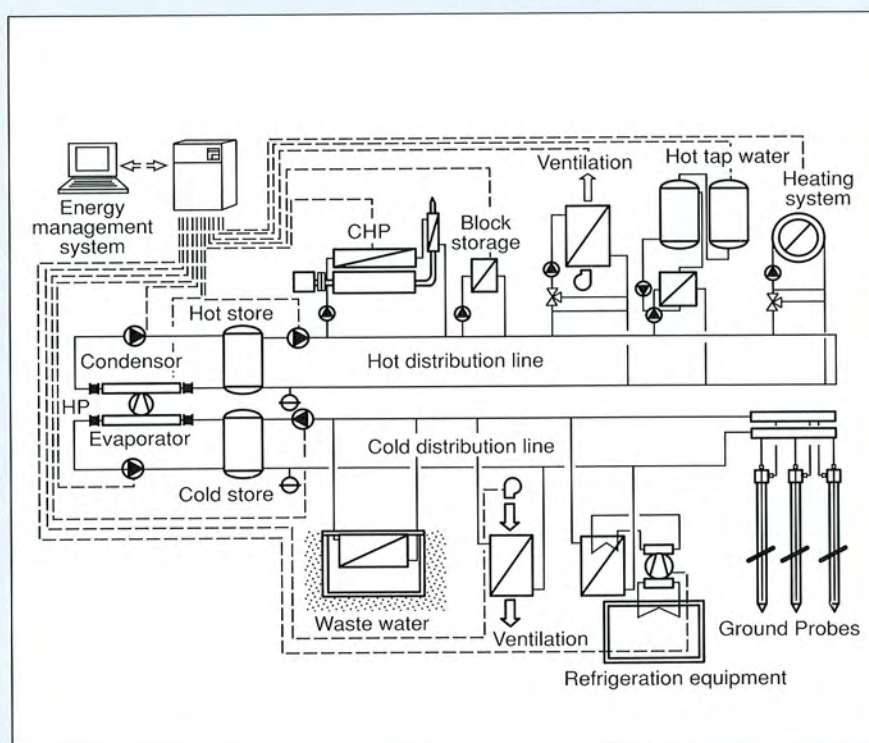 Ventilation
Hot tap water
Heating
system
Energy
management
system
CHP
Block
storage
Hot store
Condensor
Hot distribution line
HP
Evaporator
Cold distribution line
Cold store
Waste water
Ventilation
Ground Probes
Refrigeration equipment